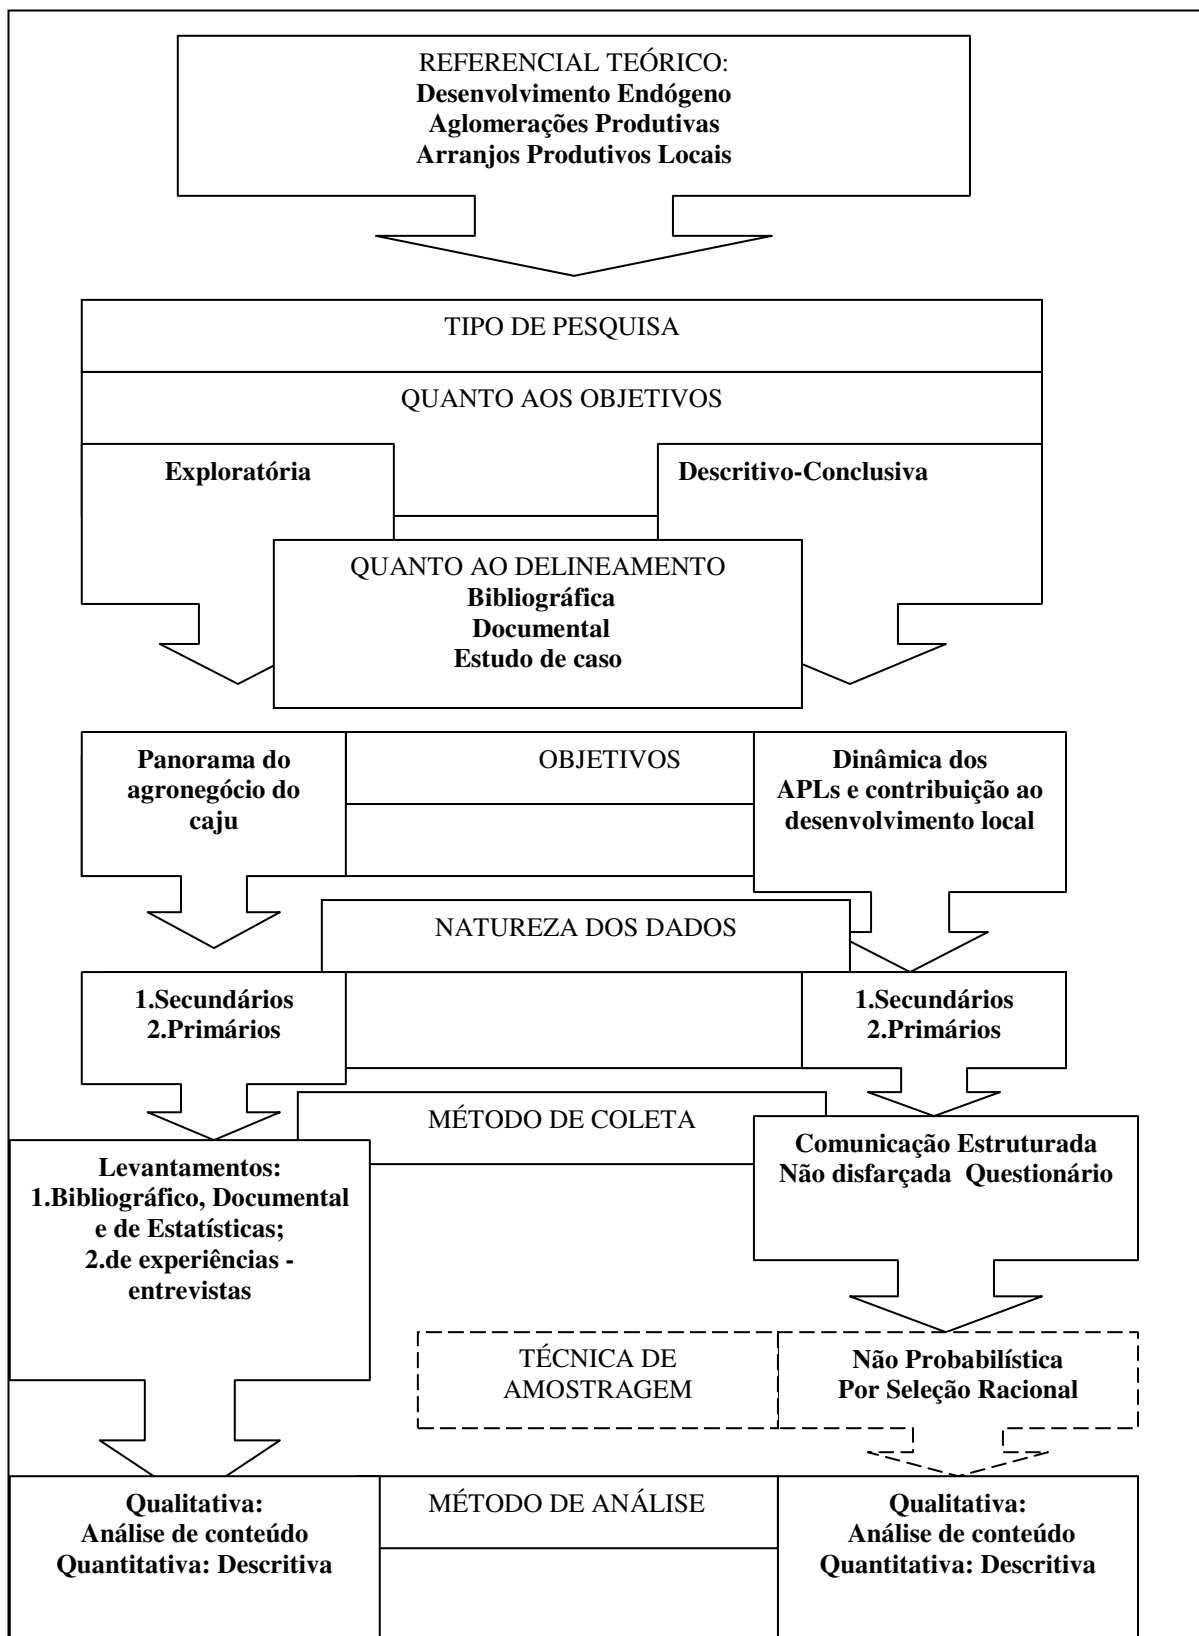 REFERENCIAL TEÓRICO:
Desenvolvimento Endógeno
Aglomerações Produtivas
Arranjos Produtivos Locais
TIPO DE PESQUISA
QUANTO AOS OBJETIVOS
Exploratória
Descritivo-Conclusiva
QUANTO AO DELINEAMENTO
Bibliográfica
Documental
Estudo de caso
Panorama do
agronegócio do
caju
OBJETIVOS
Dinâmica dos
APLs e contribuição ao
desenvolvimento local
NATUREZA DOS DADOS
1.Secundários
2.Primários
1.Secundários
2.Primários
MÉTODO DE COLETA
Levantamentos:
1.Bibliográfico, Documental
e de Estatísticas;
2.de experiências -
entrevistas
Comunicação Estruturada
Não disfarçada Questionário
TÉCNICA DE
AMOSTRAGEM
Não Probabilística
Por Seleção Racional
Qualitativa:
Análise de conteúdo
Quantitativa: Descritiva
MÉTODO DE ANÁLISE
Qualitativa:
Análise de conteúdo
Quantitativa: Descritiva